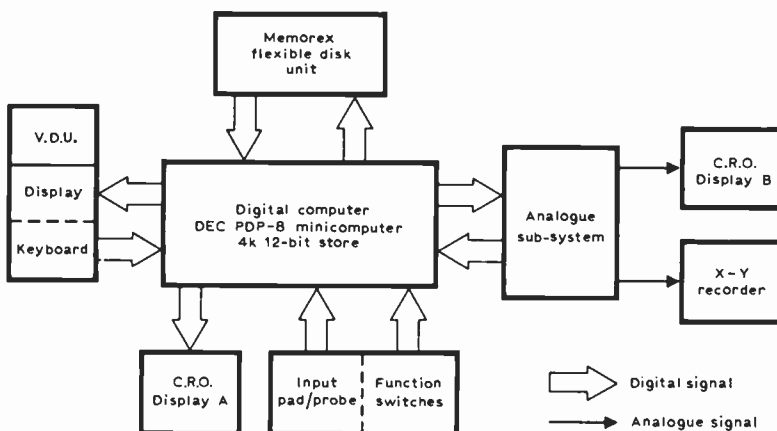 Memorex
flexible disk
unit
V.D.U.
Display
Keyboard
Digital computer
DEC PDP-8 minicomputer
4k 12-bit store
Analogue
sub-system
C.R.O.
Display B
X-Y
recorder
C.R.O.
Display A
Input
pad/probe
Function
switches
Digital signal
Analogue signal